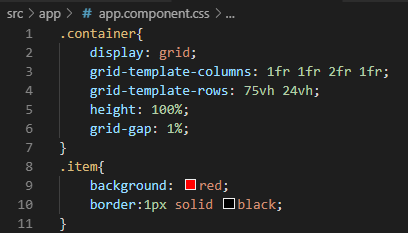 src > app > # app.component.css > ...
1 .container{
2     display: grid;
3     grid-template-columns: 1fr 1fr 2fr 1fr;
4     grid-template-rows: 75vh 24vh;
5     height: 100%;
6     grid-gap: 1%;
7 }
8 .item{
9     background: red;
10     border:1px solid black;
11 }